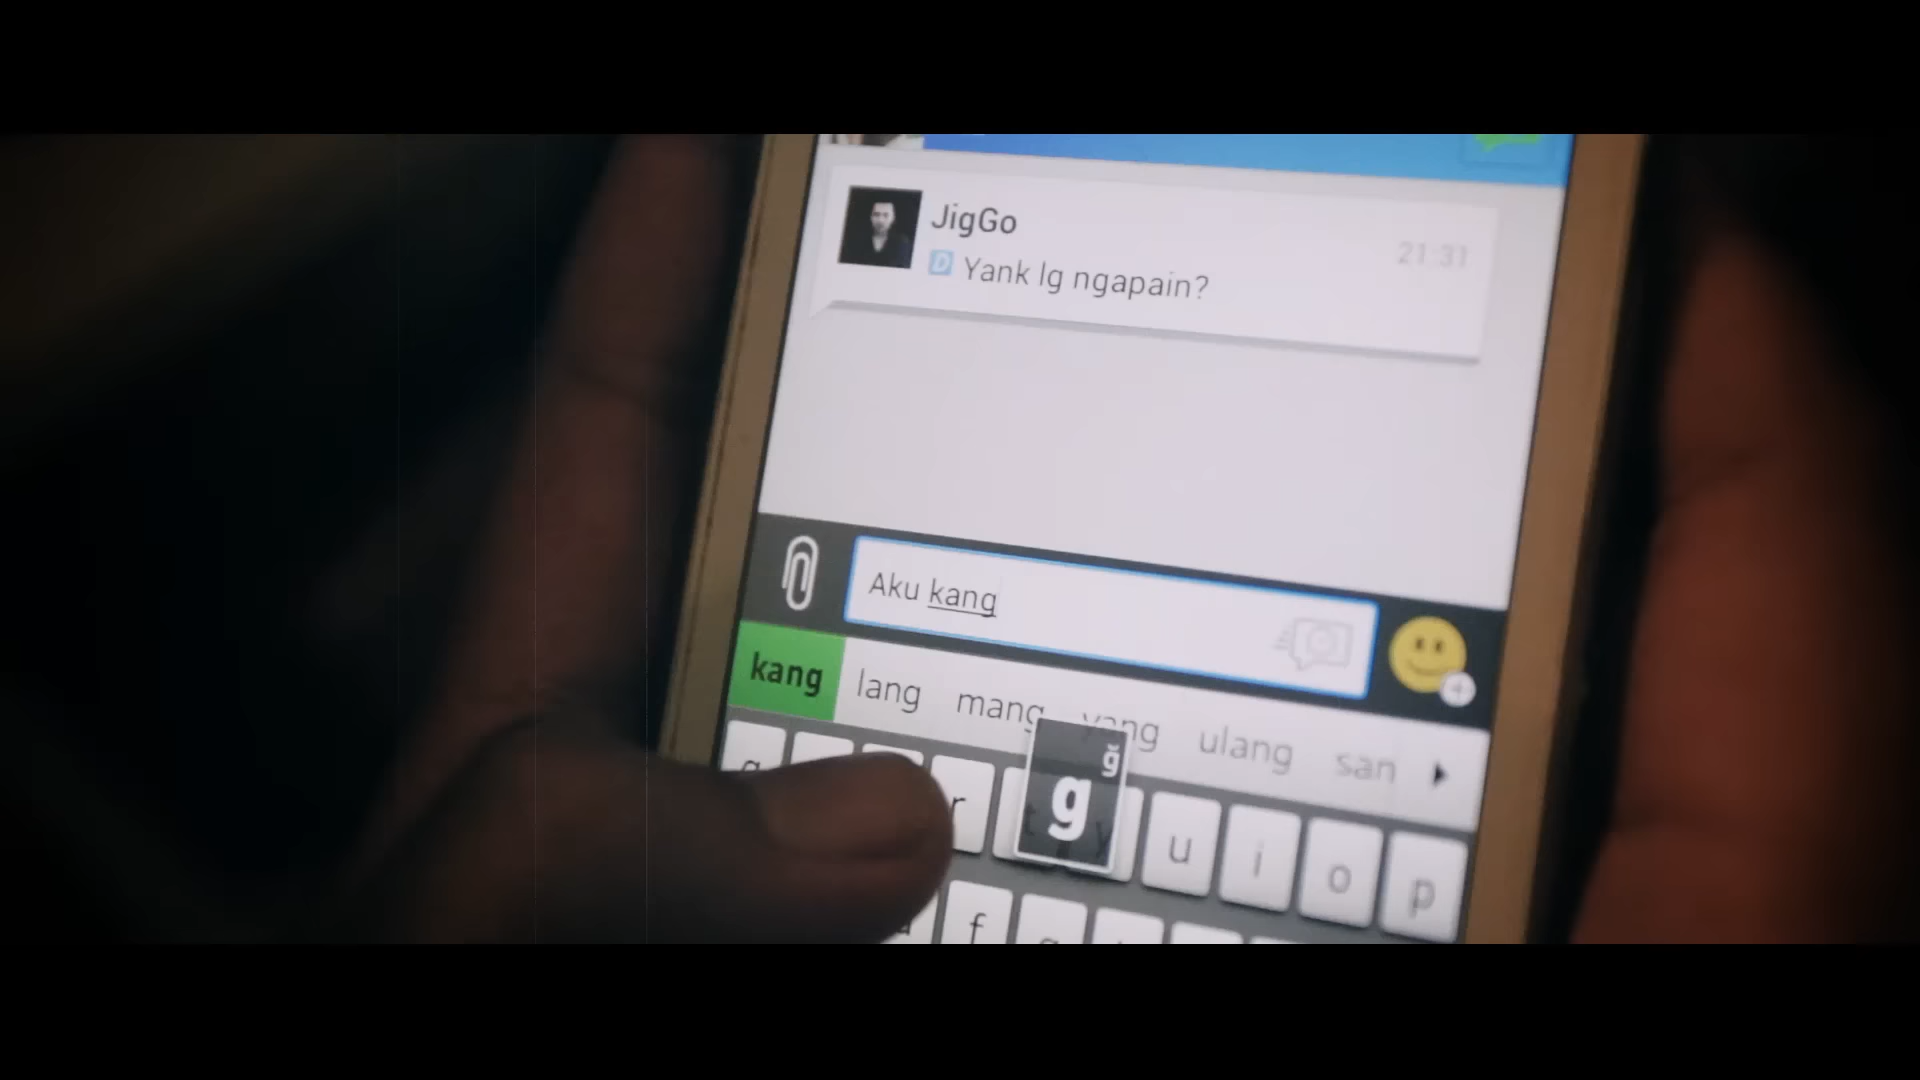 JigGo
21:31
D Yank lg ngapain?
Aku kang
kang lang mang yang ulang san
g ğ
r u i o p
f